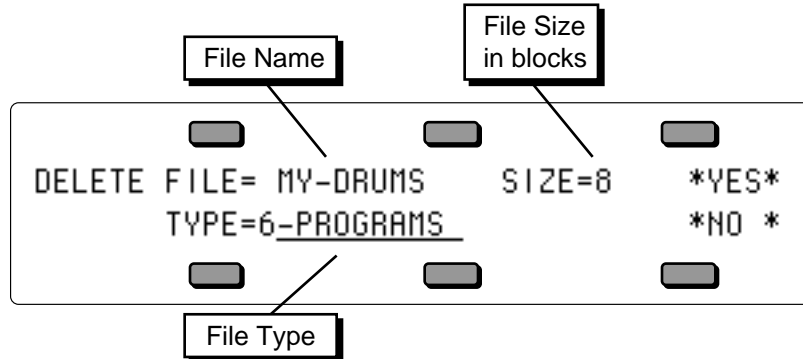 File Name
File Size
in blocks
DELETE FILE= MY-DRUMS SIZE=8 *YES*
TYPE=6-PROGRAMS *NO *
File Type